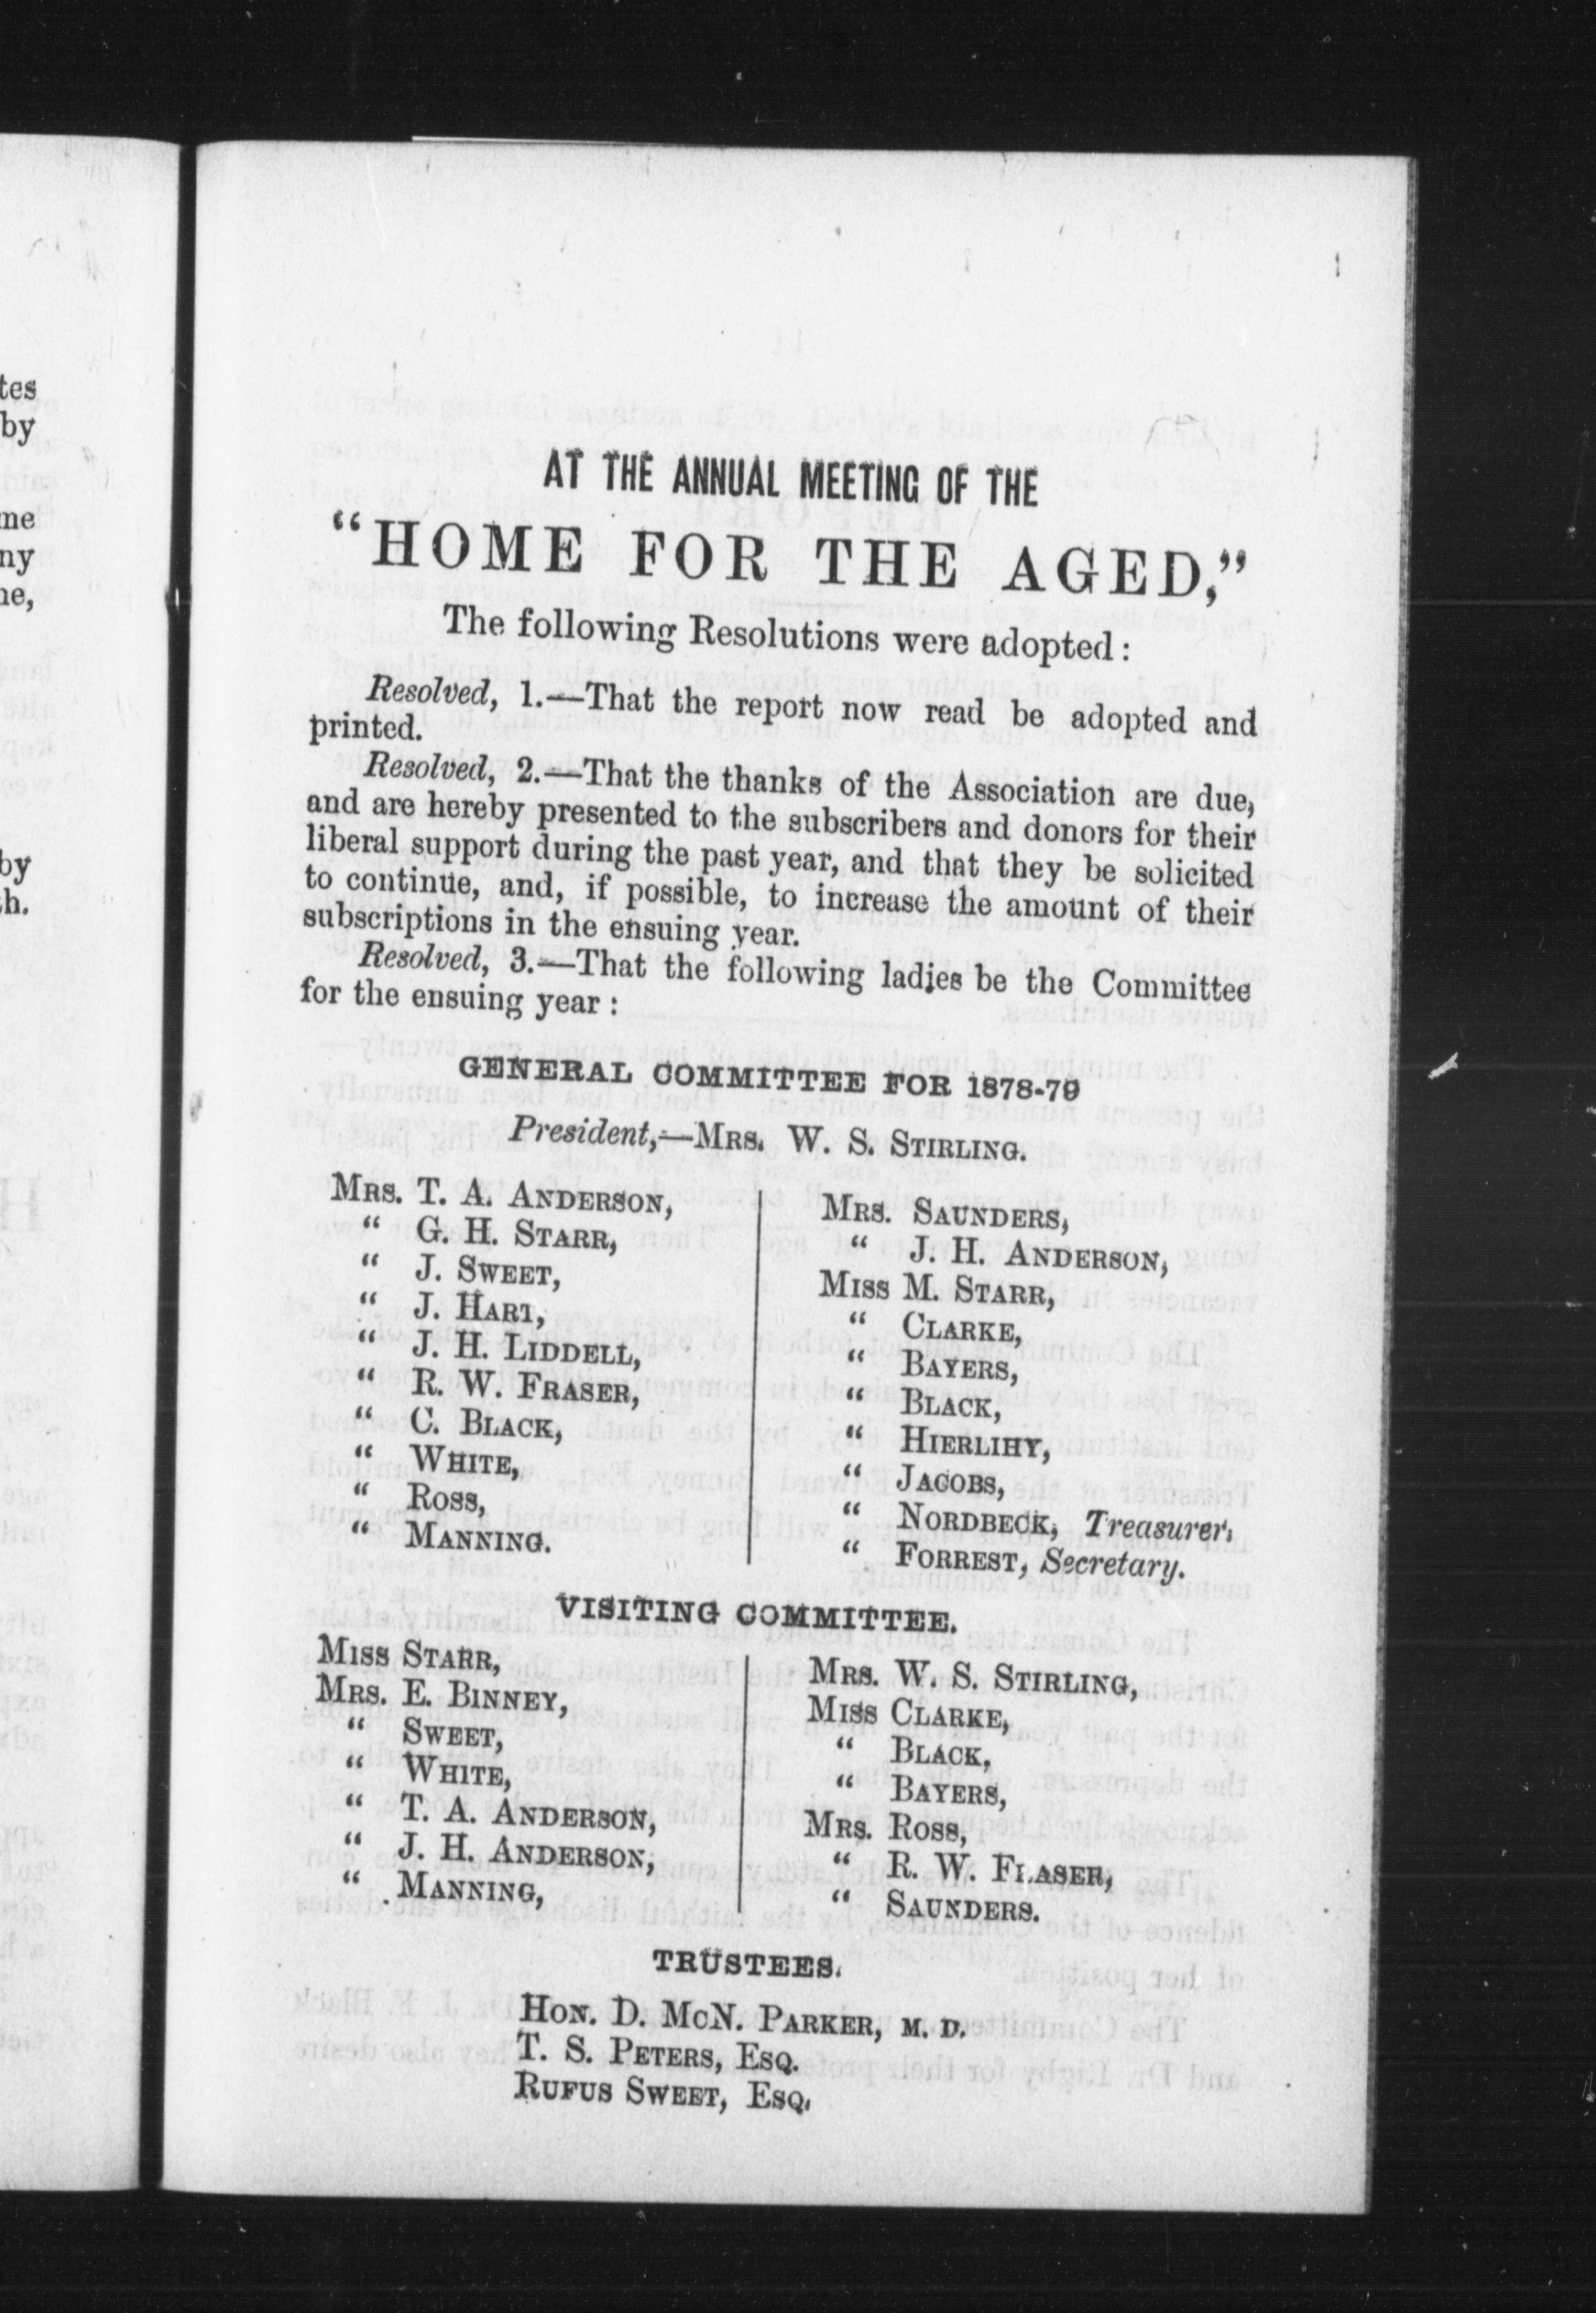 tes
by
me
ny
ne,
by
th.
AT THE ANNUAL MEETING OF THE
"HOME FOR THE AGED,"
The following Resolutions were adopted:
Resolved, 1.—That the report now read be adopted and
printed.
Resolved, 2.—That the thanks of the Association are due,
and are hereby presented to the subscribers and donors for their
liberal support during the past year, and that they be solicited
to continue, and, if possible, to increase the amount of their
subscriptions in the ensuing year.
Resolved, 3.—That the following ladies be the Committee
for the ensuing year:
GENERAL COMMITTEE FOR 1878-79
President,—MRS. W. S. STIRLING.
MRS. T. A. ANDERSON,
" G. H. STARR,
" J. SWEET,
" J. HART,
" J. H. LIDDELL,
" R. W. FRASER,
" C. BLACK,
" WHITE,
" ROSS,
" MANNING.
MRS. SAUNDERS,
" J. H. ANDERSON,
MISS M. STARR,
" CLARKE,
" BAYERS,
" BLACK,
" HIERLIHY,
" JACOBS,
" NORDBECK, Treasurer,
" FORREST, Secretary.
VISITING COMMITTEE.
MISS STARR,
MRS. E. BINNEY,
" SWEET,
" WHITE,
" T. A. ANDERSON,
" J. H. ANDERSON,
" MANNING,
MRS. W. S. STIRLING,
MISS CLARKE,
" BLACK,
" BAYERS,
MRS. ROSS,
" R. W. FRASER,
" SAUNDERS.
TRUSTEES.
HON. D. MCN. PARKER, M. D.
T. S. PETERS, ESQ.
RUFUS SWEET, ESQ.